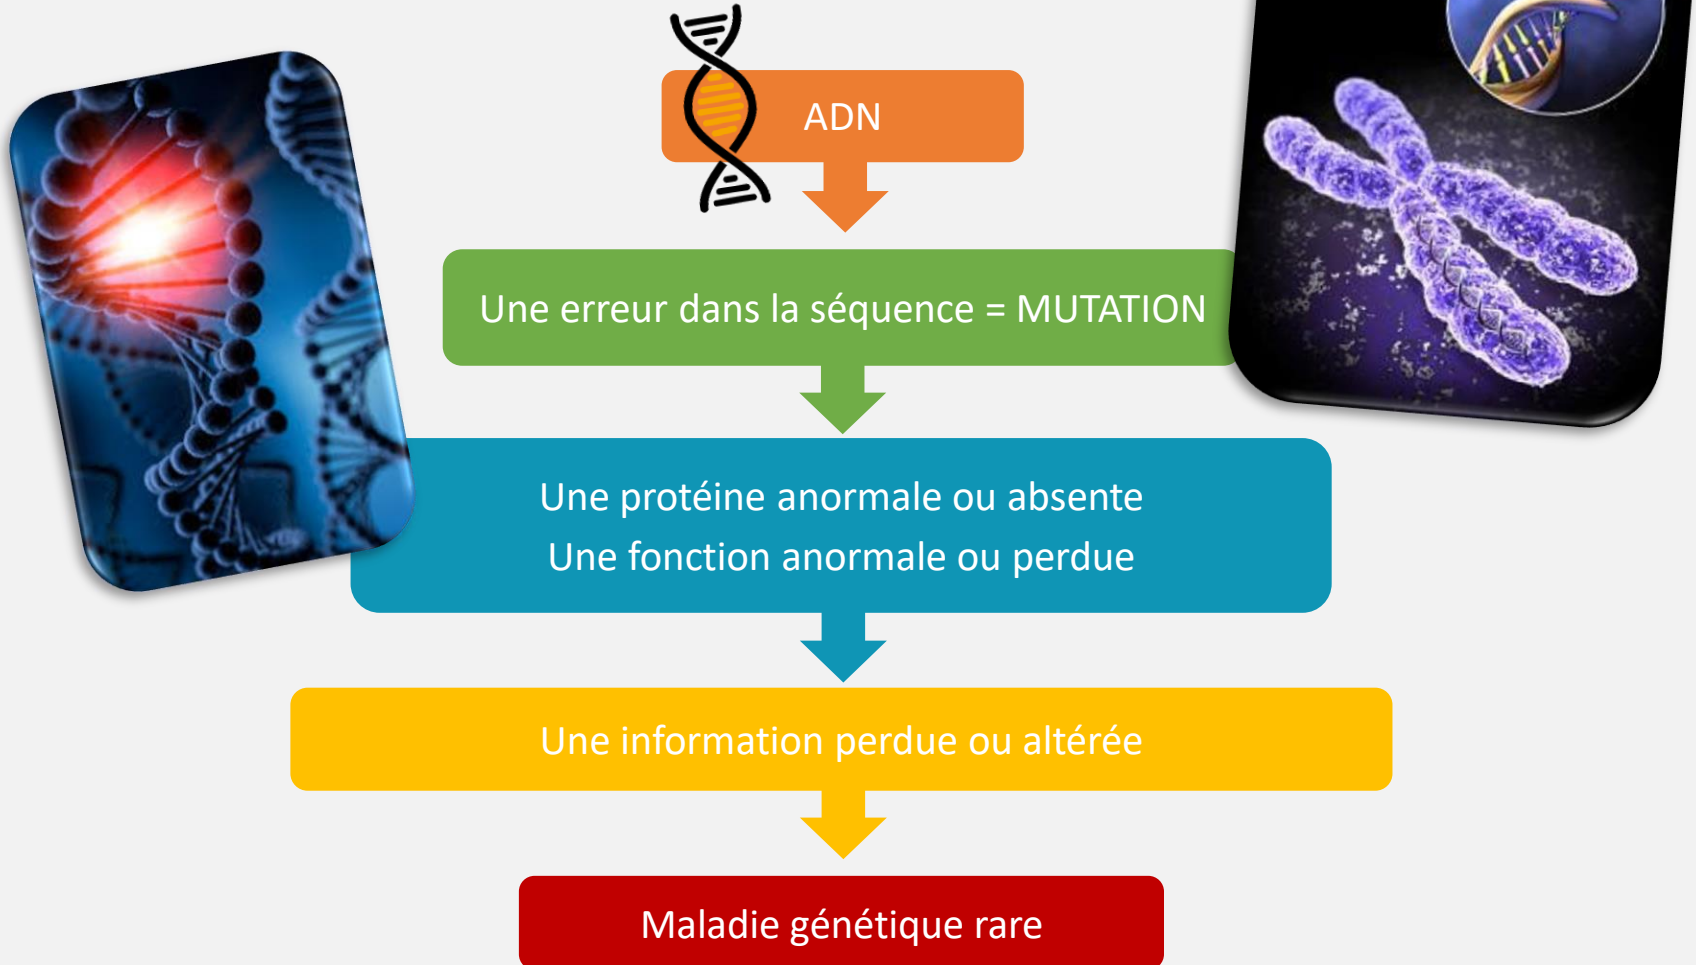 ADN
Une erreur dans la séquence = MUTATION
Une protéine anormale ou absente
Une fonction anormale ou perdue
Une information perdue ou altérée
Maladie génétique rare